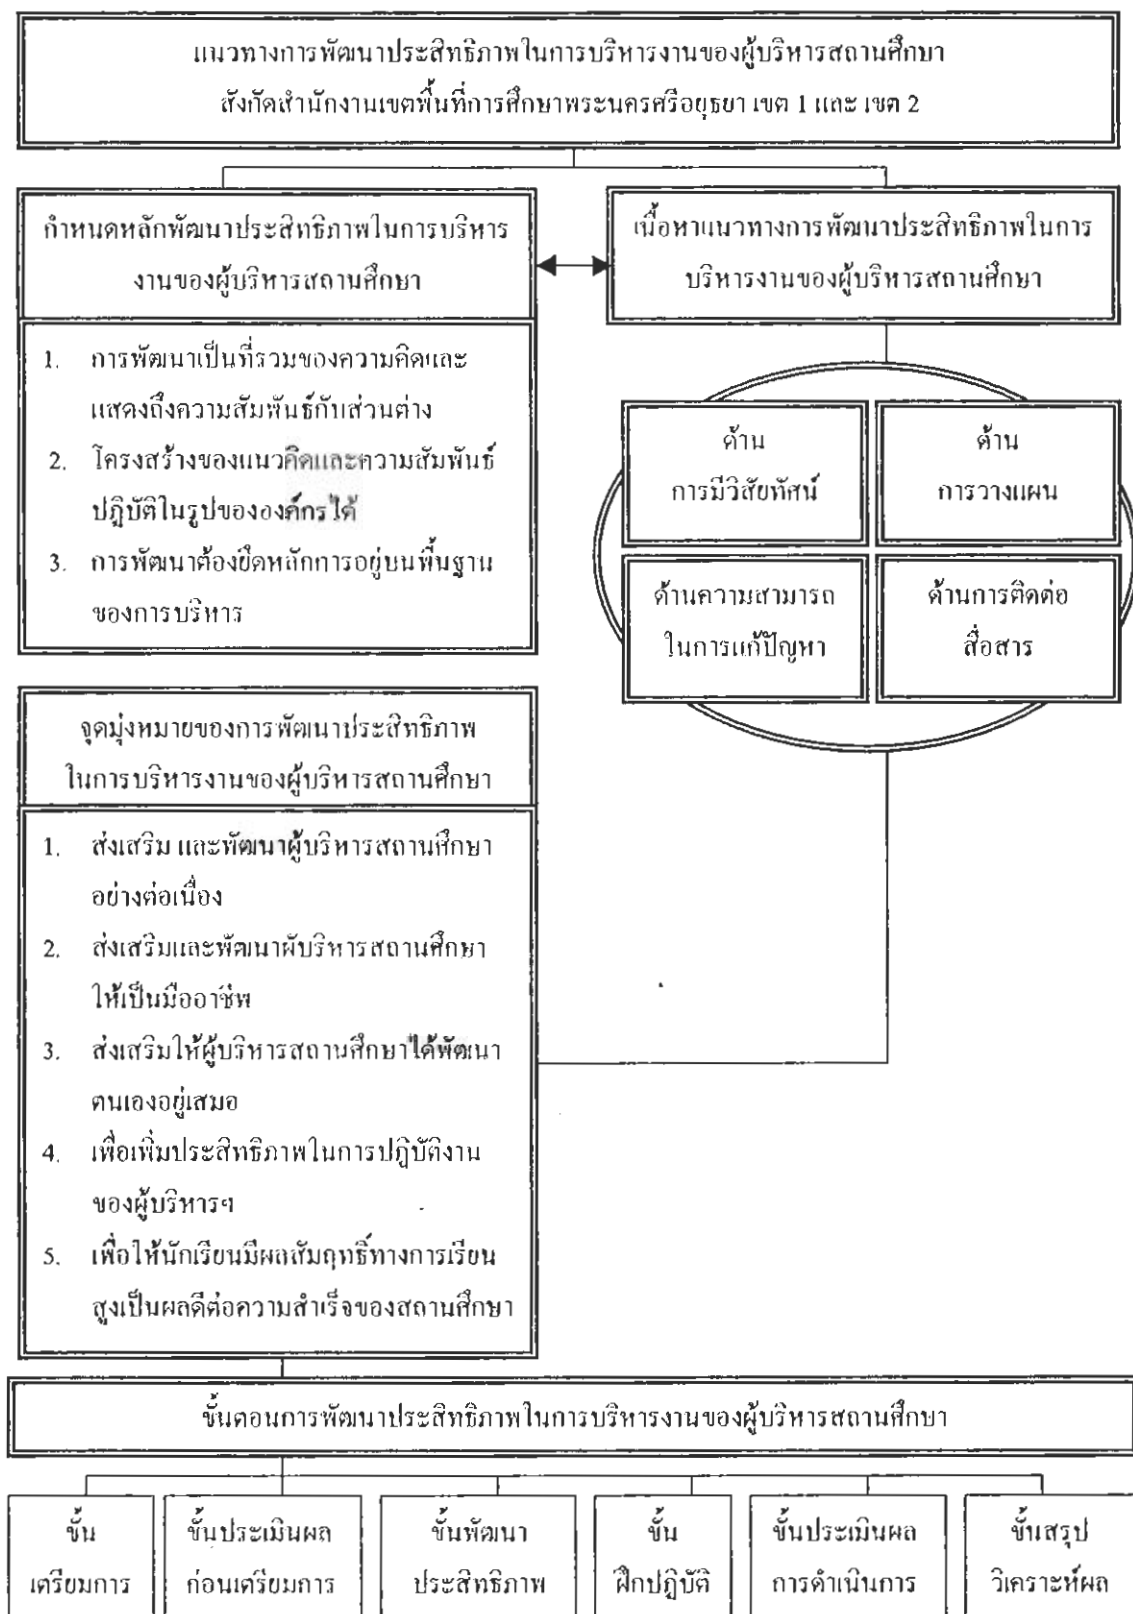 แนวทางการพัฒนาประสิทธิภาพในการบริหารงานของผู้บริหารสถานศึกษา
สังกัดสำนักงานเขตพื้นที่การศึกษาพระนครศรีอยุธยา เขต 1 และ เขต 2
กำหนดหลักพัฒนาประสิทธิภาพในการบริหาร
งานของผู้บริหารสถานศึกษา
1. การพัฒนาเป็นที่รวมของความคิดและ
แสดงถึงความสัมพันธ์กับส่วนต่าง
2. โครงสร้างของแนวคิดและความสัมพันธ์
ปฏิบัติในรูปขององค์กรได้
3. การพัฒนาต้องยึดหลักการอยู่บนพื้นฐาน
ของการบริหาร
เนื้อหาแนวทางการพัฒนาประสิทธิภาพในการ
บริหารงานของผู้บริหารสถานศึกษา
ด้าน
การมีวิสัยทัศน์
ด้าน
การวางแผน
ด้านความสามารถ
ในการแก้ปัญหา
ด้านการติดต่อ
สื่อสาร
จุดมุ่งหมายของการพัฒนาประสิทธิภาพ
ในการบริหารงานของผู้บริหารสถานศึกษา
1. ส่งเสริม และพัฒนาผู้บริหารสถานศึกษา
อย่างต่อเนื่อง
2. ส่งเสริมและพัฒนาผับริหารสถานศึกษา
ให้เป็นมืออาชีพ
3. ส่งเสริมให้ผู้บริหารสถานศึกษาได้พัฒนา
ตนเองอยู่เสมอ
4. เพื่อเพิ่มประสิทธิภาพในการปฏิบัติงาน
ของผู้บริหารฯ
5. เพื่อให้นักเรียนมีผลสัมฤทธิ์ทางการเรียน
สูงเป็นผลดีต่อความสำเร็จของสถานศึกษา
ขั้นตอนการพัฒนาประสิทธิภาพในการบริหารงานของผู้บริหารสถานศึกษา
ขั้น
เตรียมการ
ขั้นประเมินผล
ก่อนเตรียมการ
ขั้นพัฒนา
ประสิทธิภาพ
ขั้น
ฝึกปฏิบัติ
ขั้นประเมินผล
การดำเนินการ
ขั้นสรุป
วิเคราะห์ผล